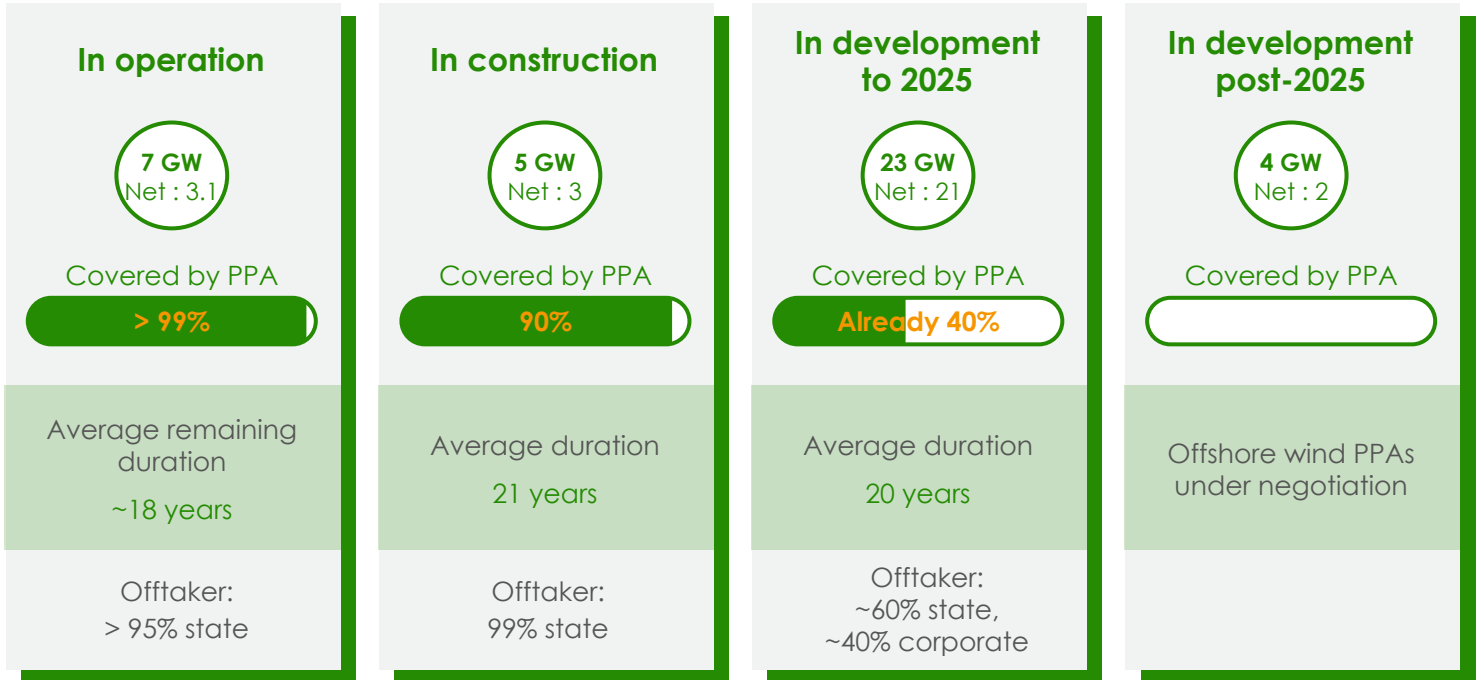 In operation
7 GW
Net : 3.1
Covered by PPA
> 99%
Average remaining
duration
~18 years
Offtaker:
> 95% state
In construction
5 GW
Net : 3
Covered by PPA
90%
Average duration
21 years
Offtaker:
99% state
In development
to 2025
23 GW
Net : 21
Covered by PPA
Already 40%
Average duration
20 years
Offtaker:
~60% state,
~40% corporate
In development
post-2025
4 GW
Net : 2
Covered by PPA
Offshore wind PPAs
under negotiation